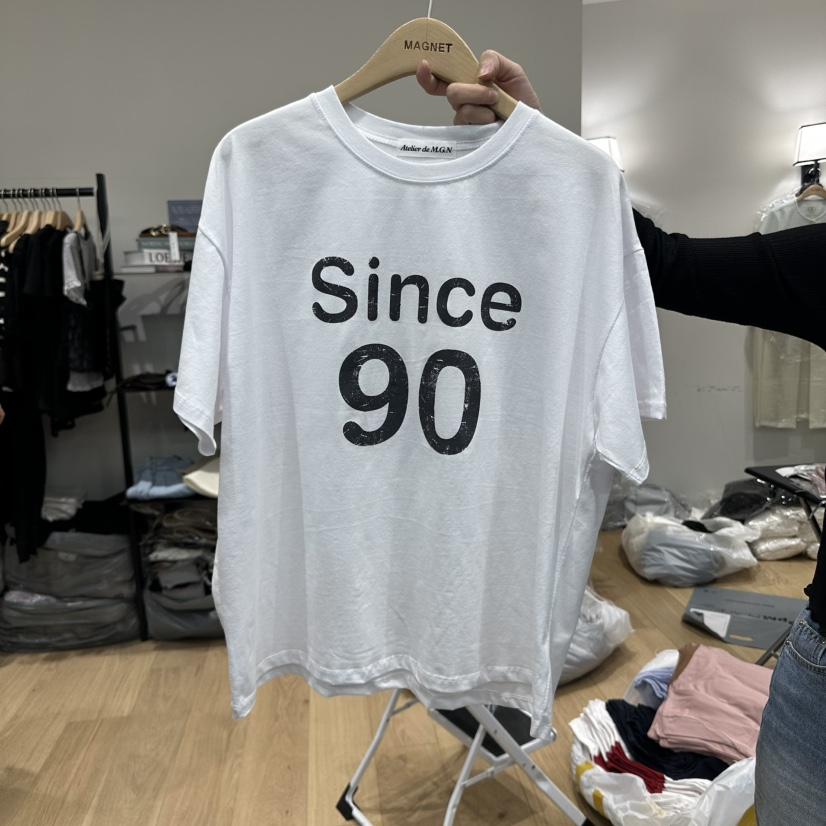 MAGNET
Atelier de M.G.N
Since
90